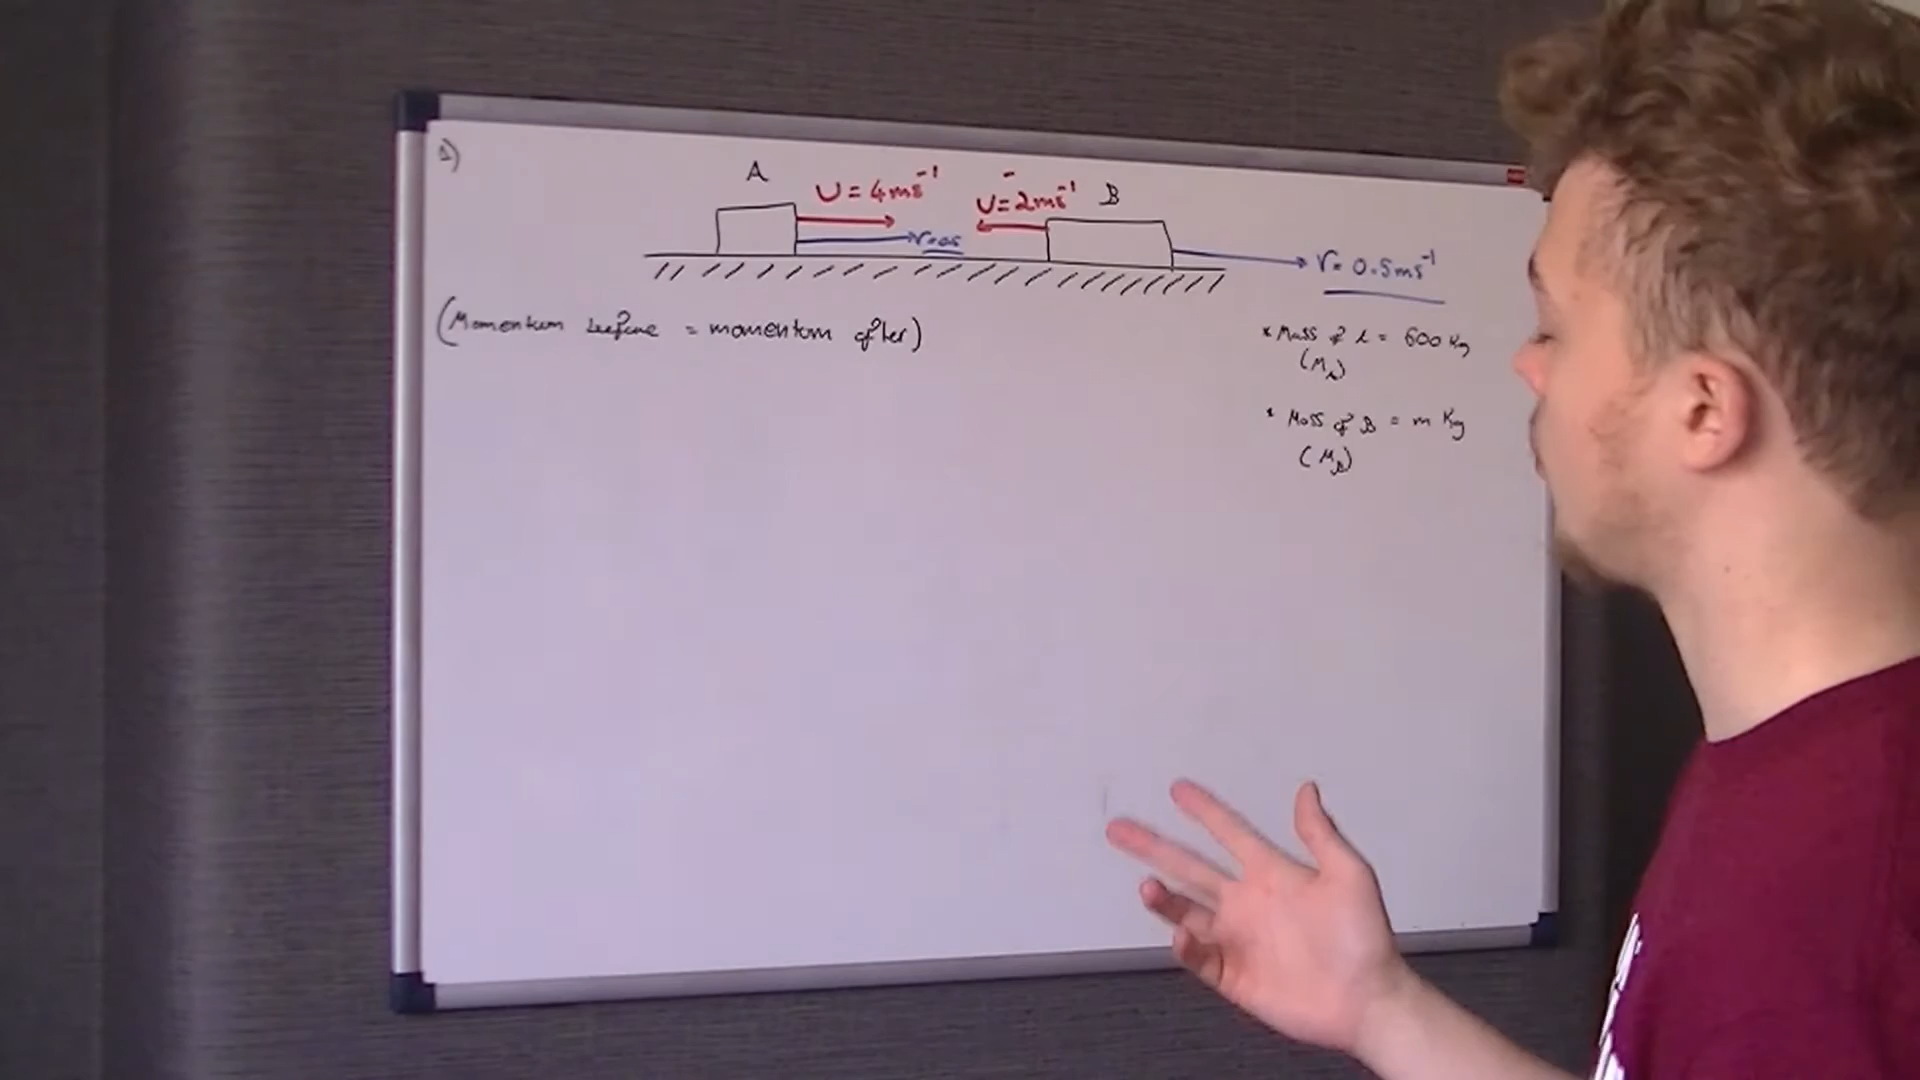 1)
A
U = 4ms⁻¹
U = 2ms⁻¹
B
V=0.5
V = 0.5ms⁻¹
(Momentum before = momentum after)
* Mass of A = 600 Kg
(M_A)
* Mass of B = m Kg
(M_B)